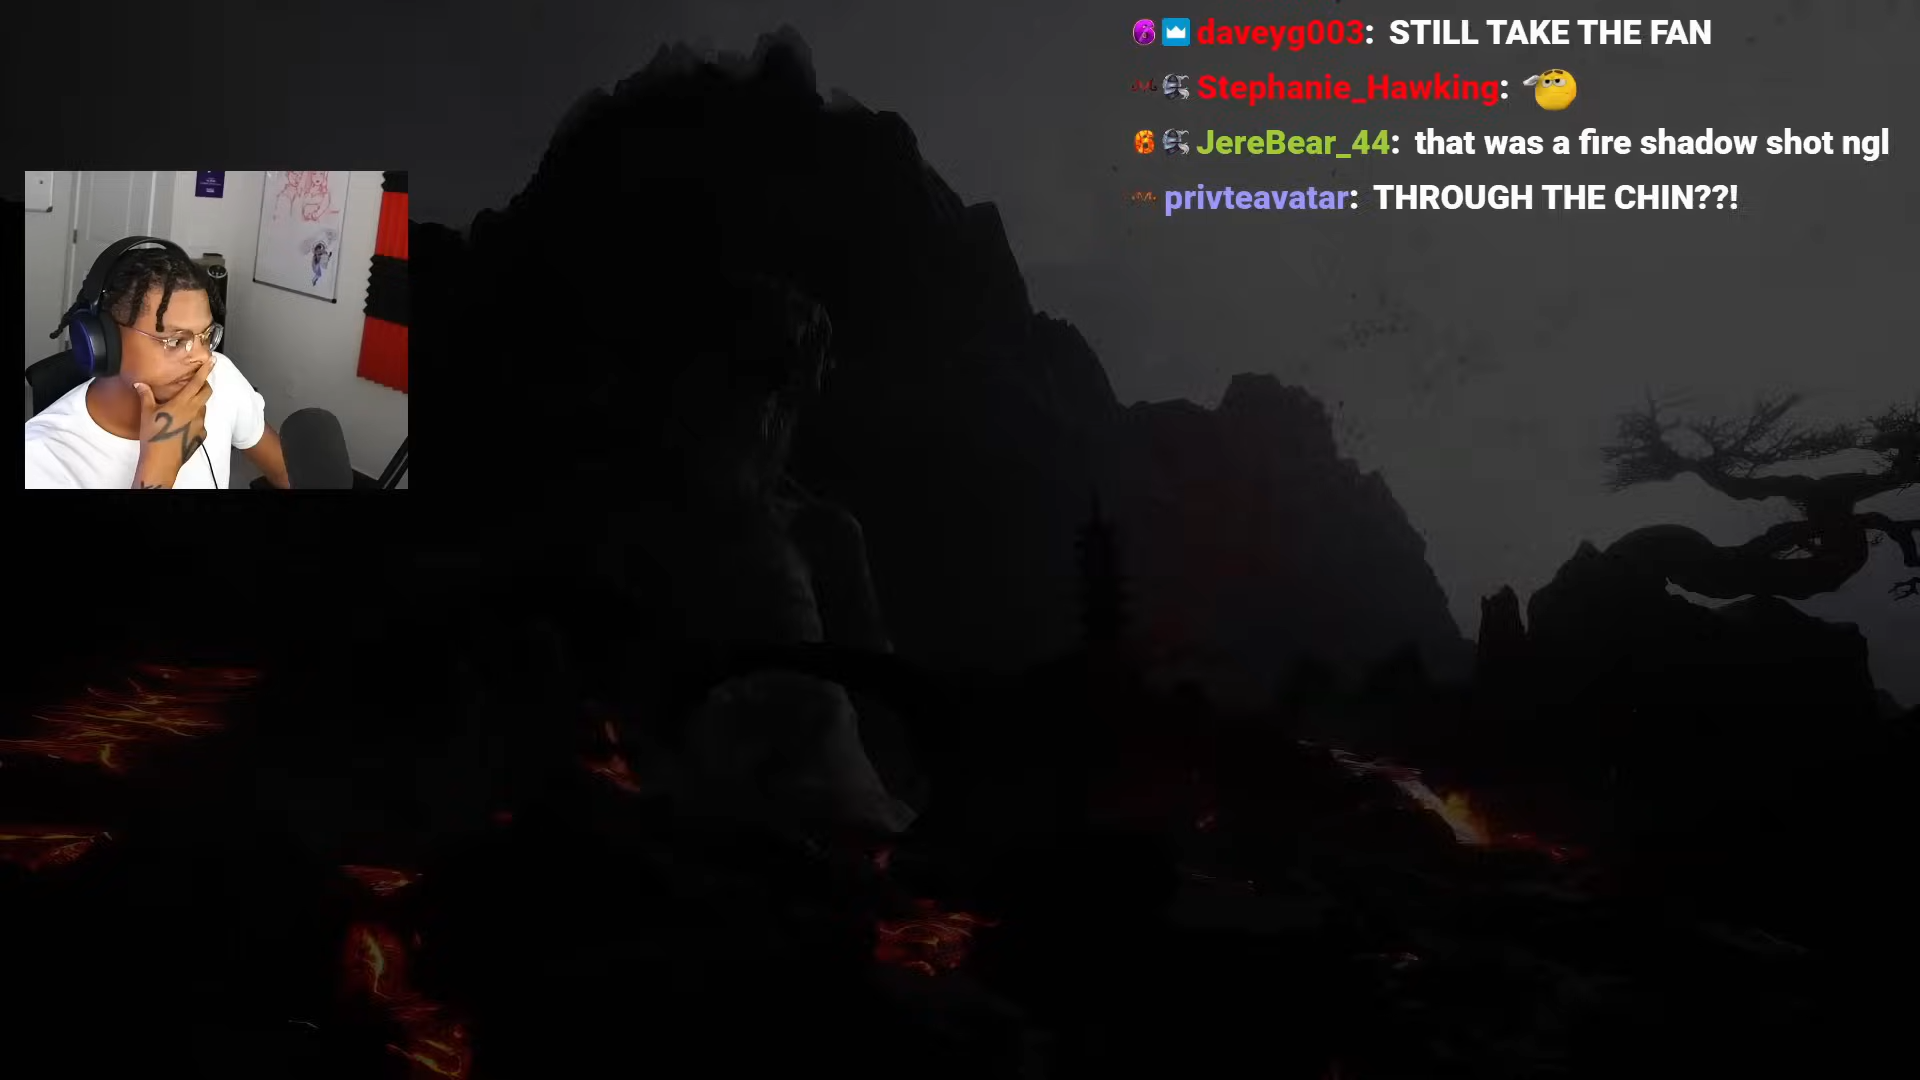 daveyg003: STILL TAKE THE FAN
Stephanie_Hawking:
JereBear_44: that was a fire shadow shot ngl
privteavatar: THROUGH THE CHIN??!